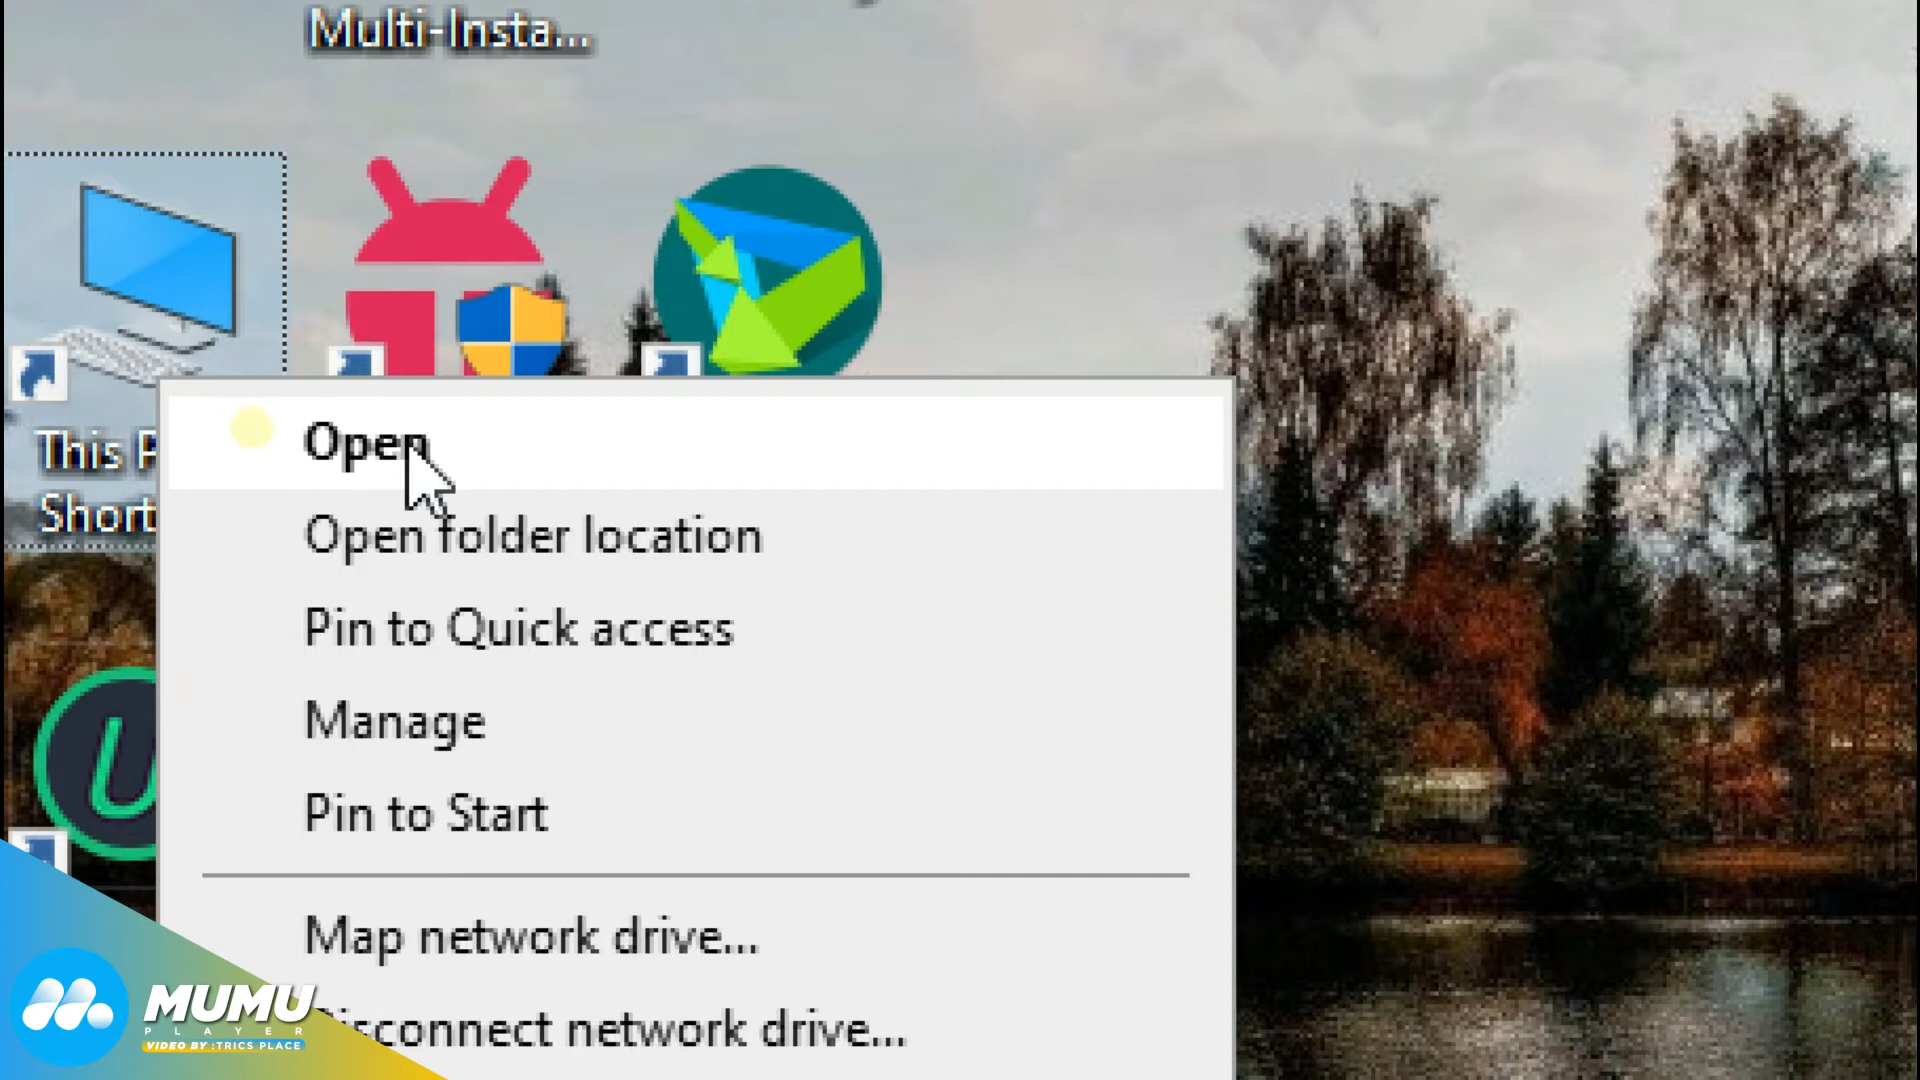 Multi-Insta...
This P
Short
Open
Open folder location
Pin to Quick access
Manage
Pin to Start
Map network drive...
isconnect network drive...
MUMU
PLAYER
VIDEO BY :TRICS PLACE